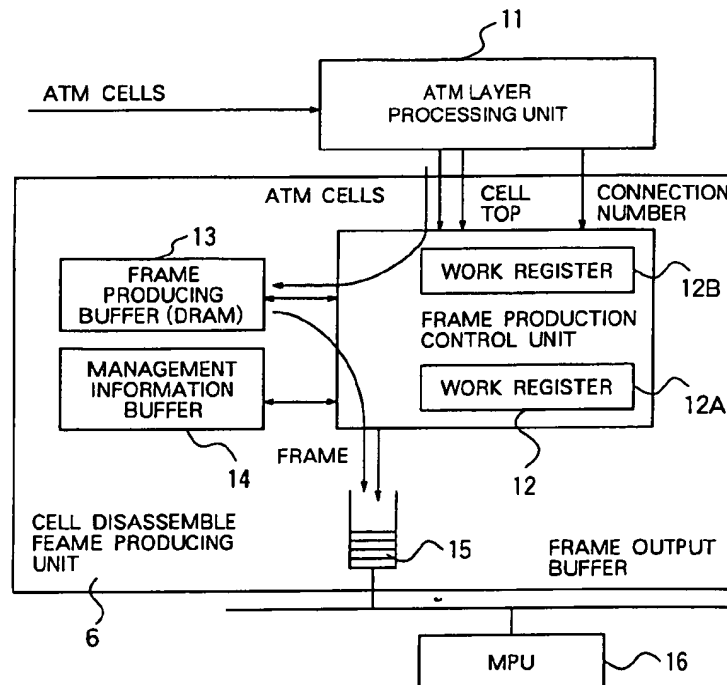 11
ATM CELLS
ATM LAYER
PROCESSING UNIT
ATM CELLS
CELL
TOP
CONNECTION
NUMBER
13
FRAME
PRODUCING
BUFFER (DRAM)
WORK REGISTER
12B
FRAME PRODUCTION
CONTROL UNIT
MANAGEMENT
INFORMATION
BUFFER
WORK REGISTER
12A
14
FRAME
12
CELL DISASSEMBLE
FEAME PRODUCING
UNIT
15
FRAME OUTPUT
BUFFER
6
MPU
16